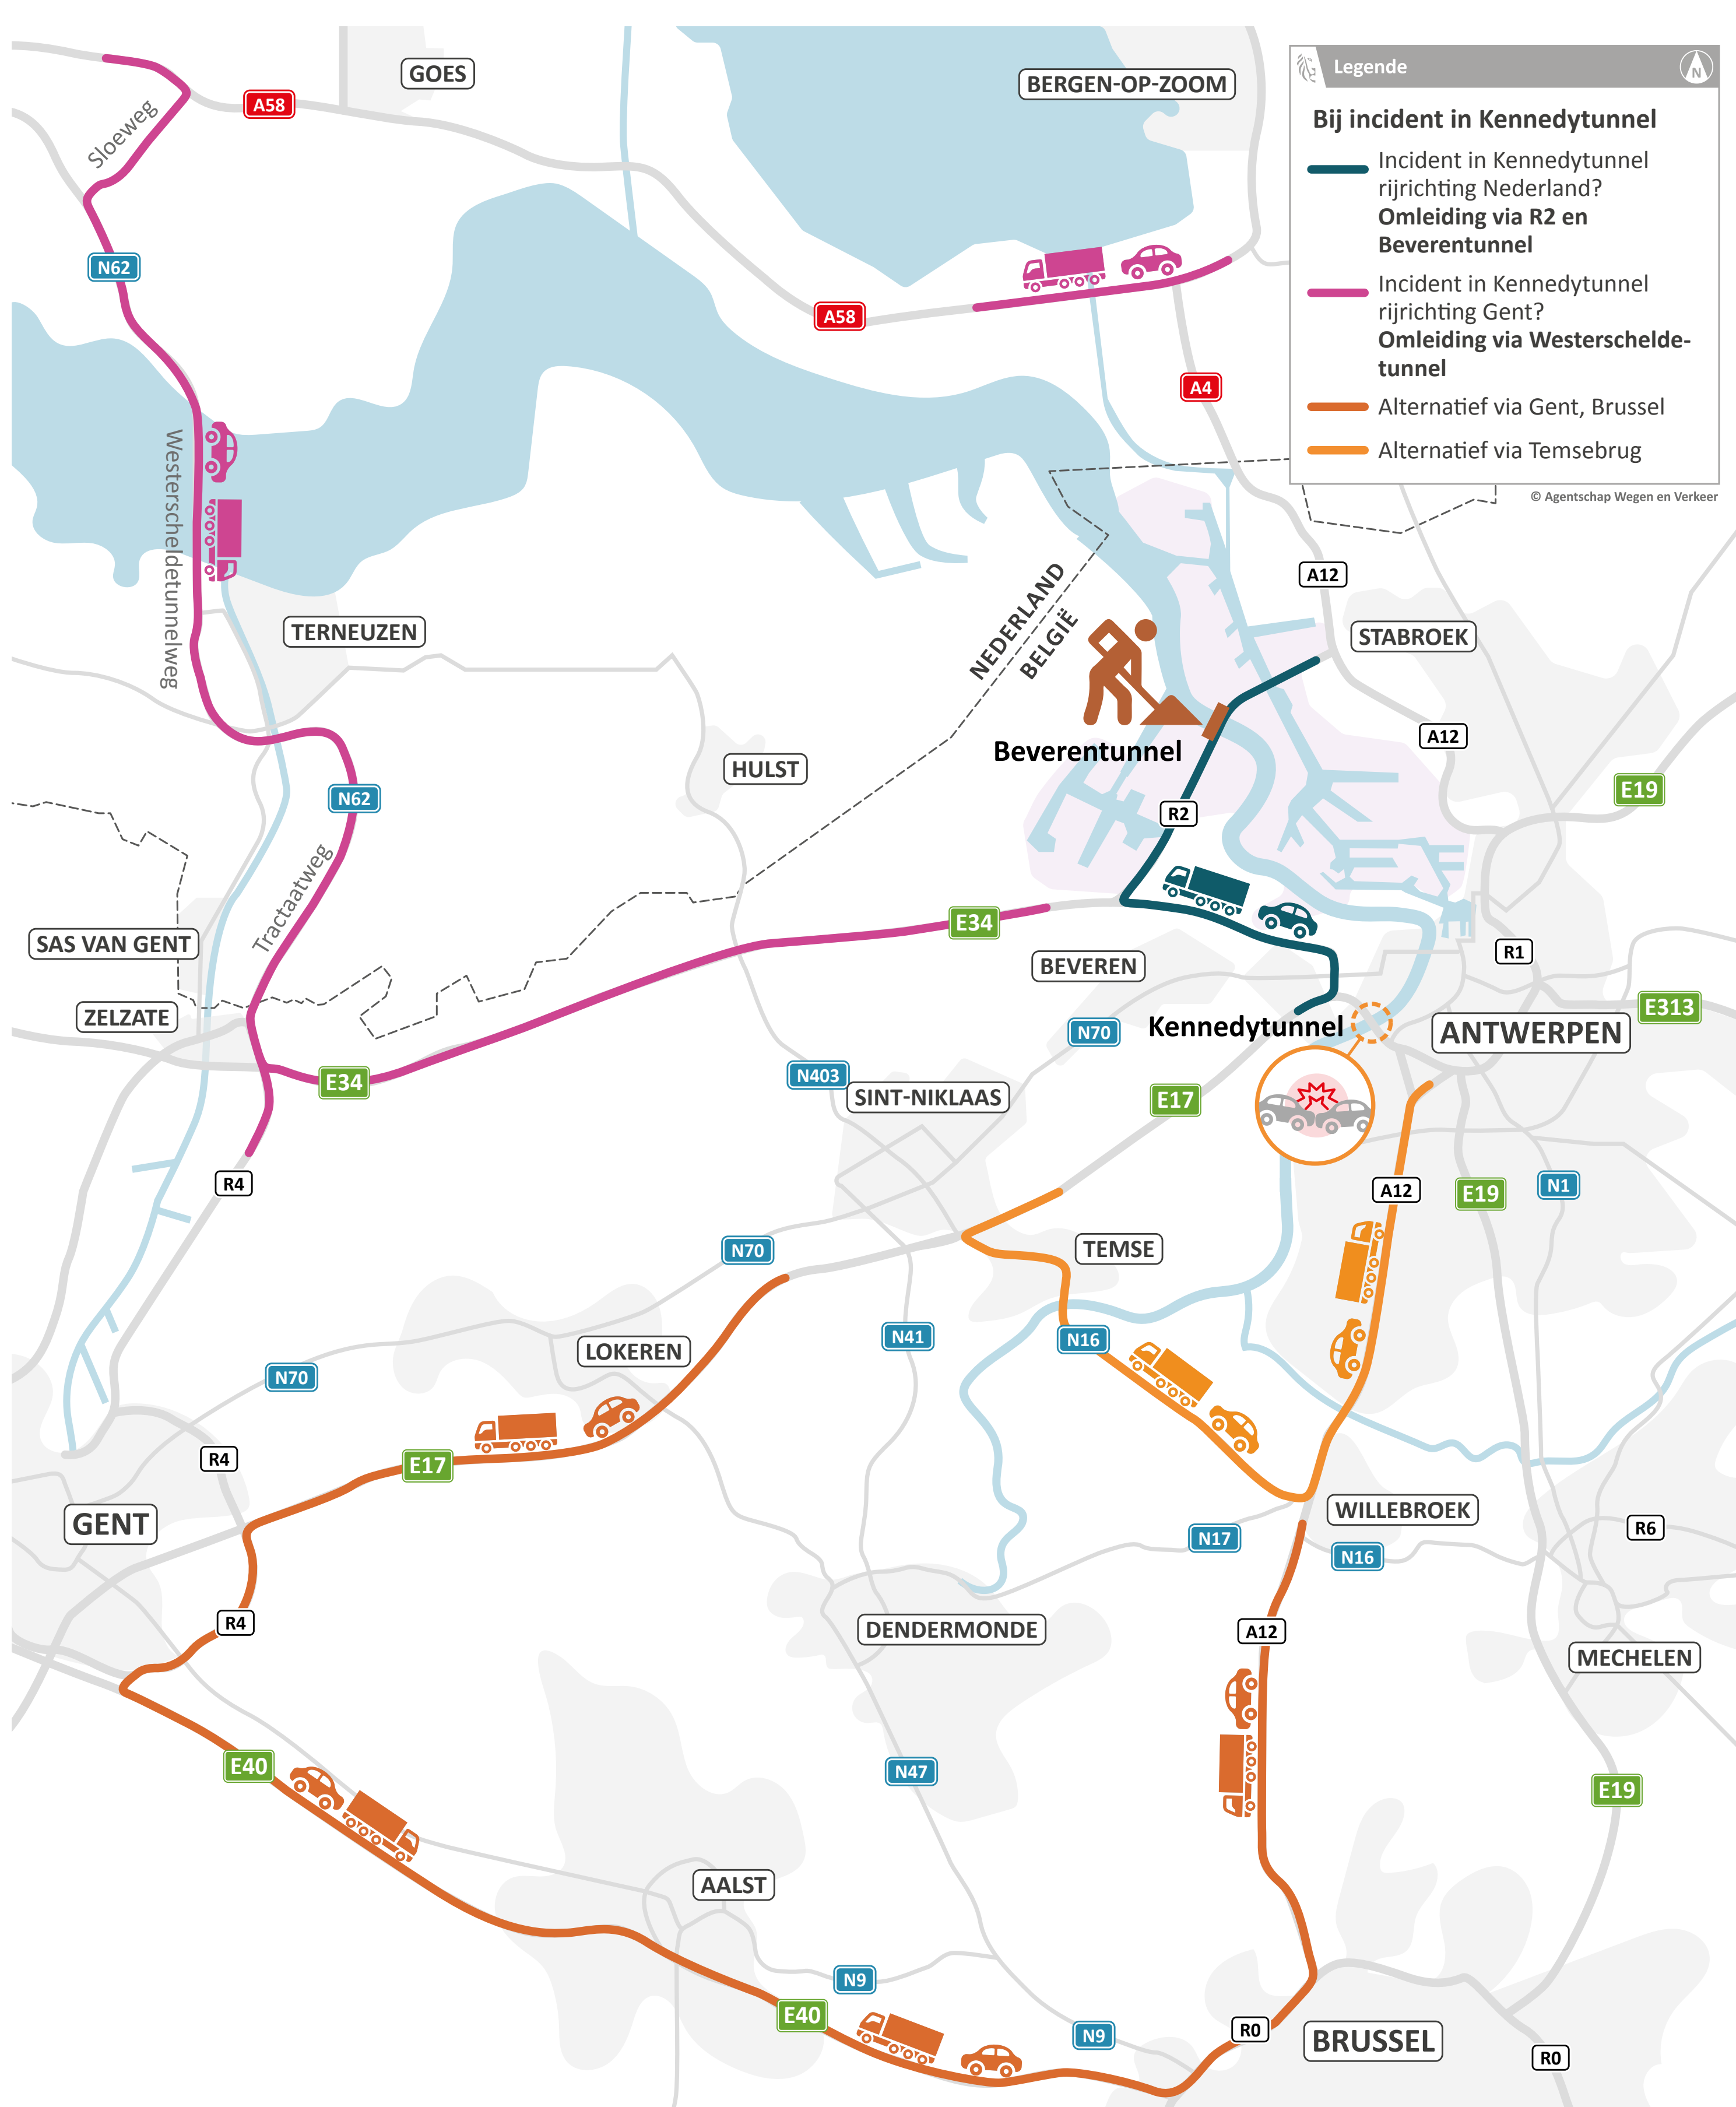 GOES
BERGEN-OP-ZOOM
Legende
N
Bij incident in Kennedytunnel
Incident in Kennedytunnel
rijrichting Nederland?
Omleiding via R2 en
Beverentunnel
Incident in Kennedytunnel
rijrichting Gent?
Omleiding via Westerschelde-
tunnel
Alternatief via Gent, Brussel
Alternatief via Temsebrug
© Agentschap Wegen en Verkeer
A58
Sloeweg
N62
A58
A4
Westerscheldetunnelweg
TERNEUZEN
NEDERLAND
BELGIË
A12
STABROEK
Beverentunnel
A12
HULST
E19
N62
R2
Tractaatweg
E34
SAS VAN GENT
BEVEREN
R1
ZELZATE
E313
Kennedytunnel
ANTWERPEN
N70
N403
E34
SINT-NIKLAAS
E17
R4
A12
E19
N1
N70
TEMSE
N41
N16
LOKEREN
N70
R4
E17
GENT
WILLEBROEK
N17
R6
N16
R4
DENDERMONDE
A12
MECHELEN
E40
N47
E19
AALST
N9
E40
N9
R0
BRUSSEL
R0